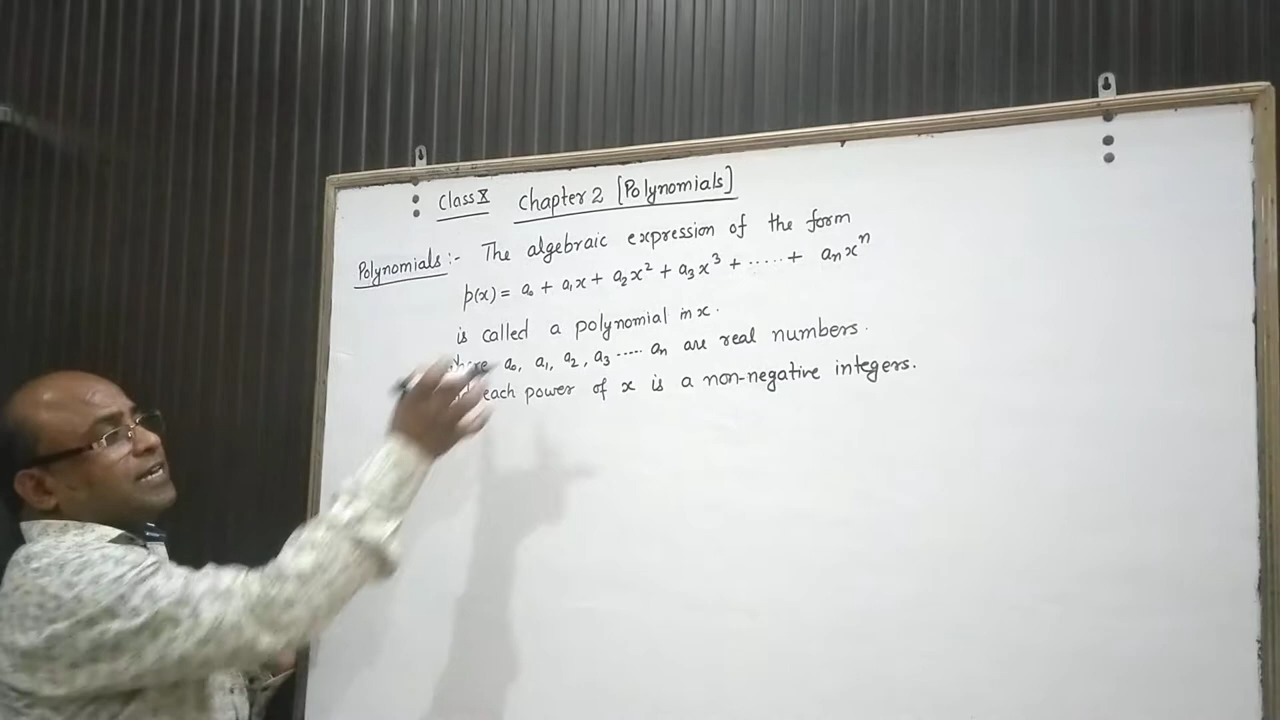 Class X Chapter 2 [Polynomials]
Polynomials :- The algebraic expression of the form
p(x) = a₀ + a₁x + a₂x² + a₃x³ + ..... + aₙxⁿ
is called a polynomial in x.
a₀, a₁, a₂, a₃ ..... aₙ are real numbers.
each power of x is a non-negative integers.